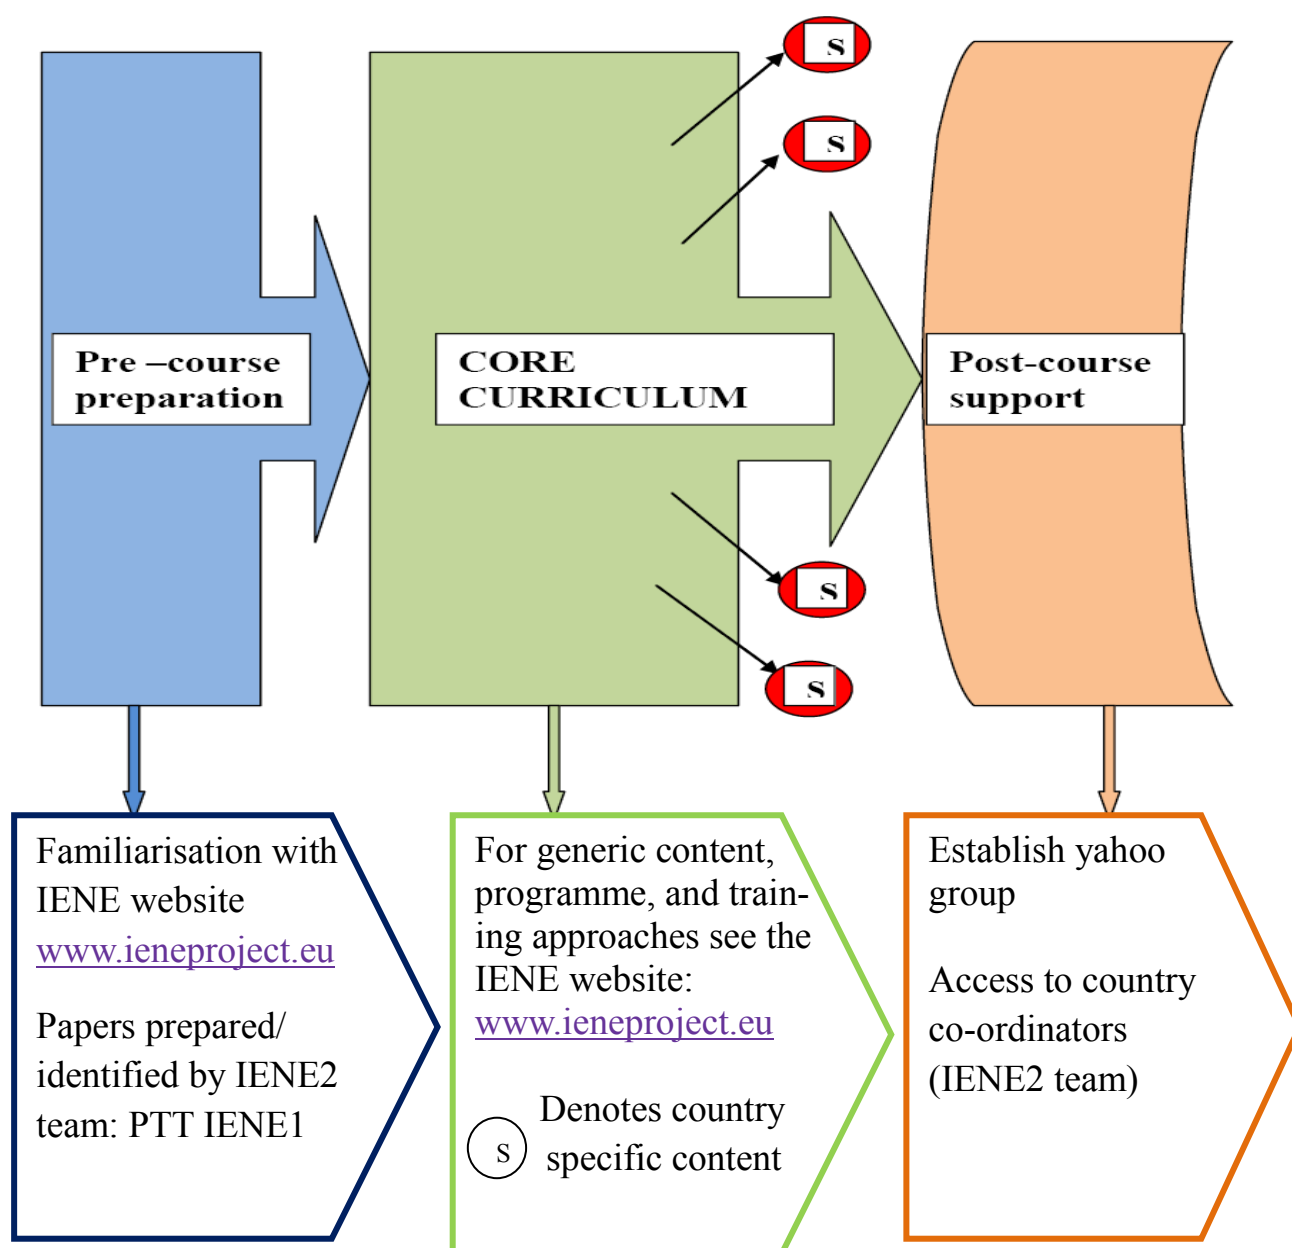 s
s
Pre –course
preparation
CORE
CURRICULUM
Post-course
support
s
s
Familiarisation with
IENE website
www.ieneproject.eu
Papers prepared/
identified by IENE2
team: PTT IENE1
For generic content,
programme, and train-
ing approaches see the
IENE website:
www.ieneproject.eu
s
Denotes country
specific content
Establish yahoo
group
Access to country
co-ordinators
(IENE2 team)